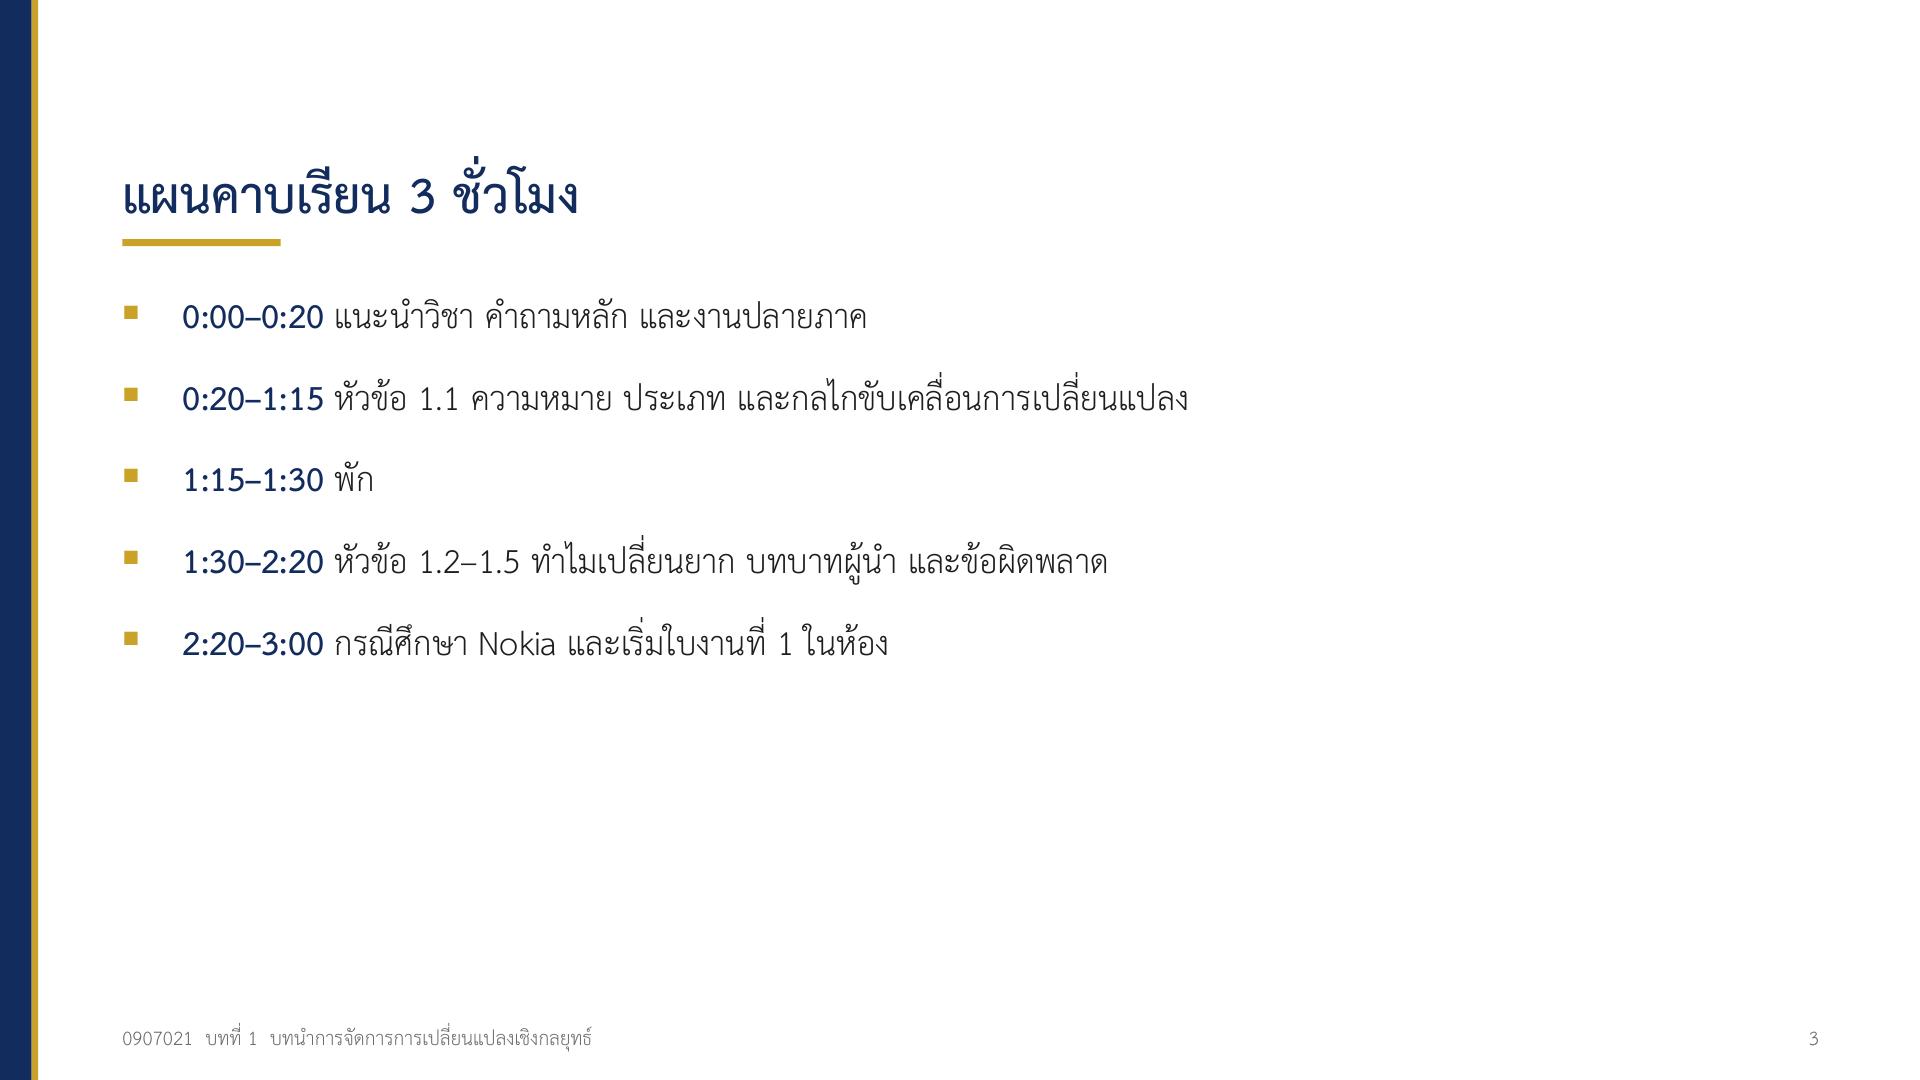 แผนคาบเรียน 3 ชั่วโมง
0:00–0:20 แนะนำวิชา คำถามหลัก และงานปลายภาค
0:20–1:15 หัวข้อ 1.1 ความหมาย ประเภท และกลไกขับเคลื่อนการเปลี่ยนแปลง
1:15–1:30 พัก
1:30–2:20 หัวข้อ 1.2–1.5 ทำไมเปลี่ยนยาก บทบาทผู้นำ และข้อผิดพลาด
2:20–3:00 กรณีศึกษา Nokia และเริ่มใบงานที่ 1 ในห้อง
0907021 บทที่ 1 บทนำการจัดการการเปลี่ยนแปลงเชิงกลยุทธ์
3